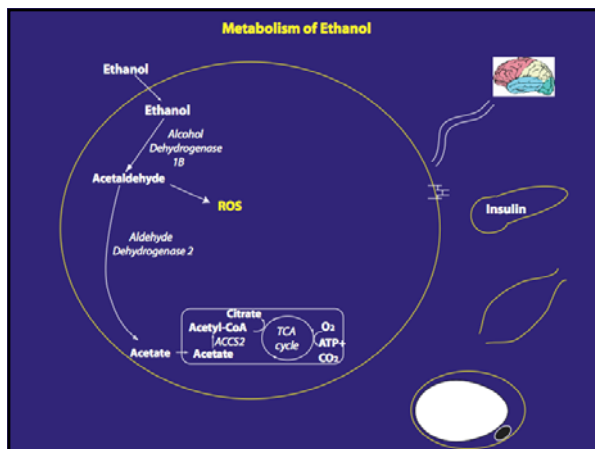 Metabolism of Ethanol
Ethanol
Ethanol
Alcohol
Dehydrogenase
1B
Acetaldehyde
ROS
Insulin
Aldehyde
Dehydrogenase 2
Citrate
Acetyl-CoA
TCA
cycle
O2
ACCS2
ATP+
Acetate
Acetate
CO2